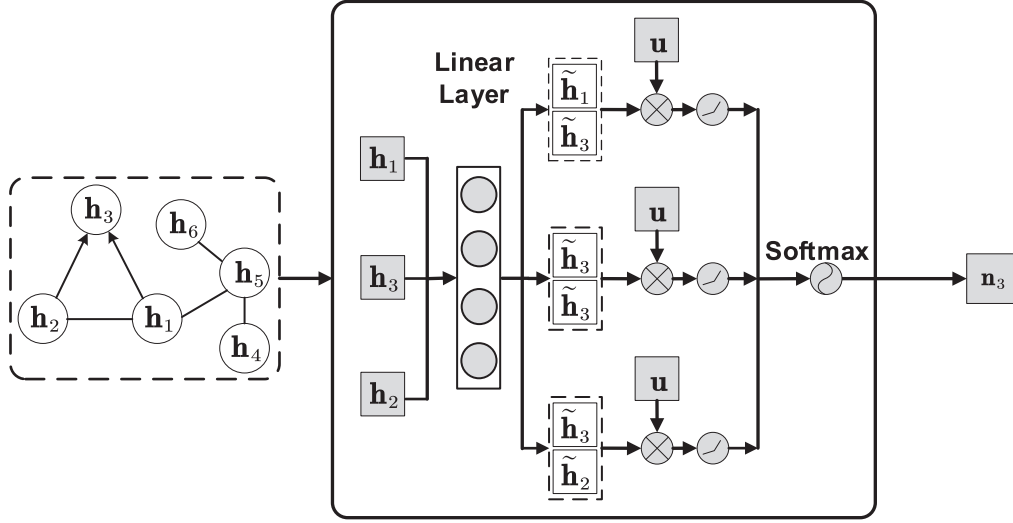 h₃
h₆
h₅
h₂
h₁
h₄
h₁
h₃
h₂
Linear
Layer
h̃₁
h̃₃
h̃₃
h̃₃
h̃₃
h̃₂
u
u
u
Softmax
n₃